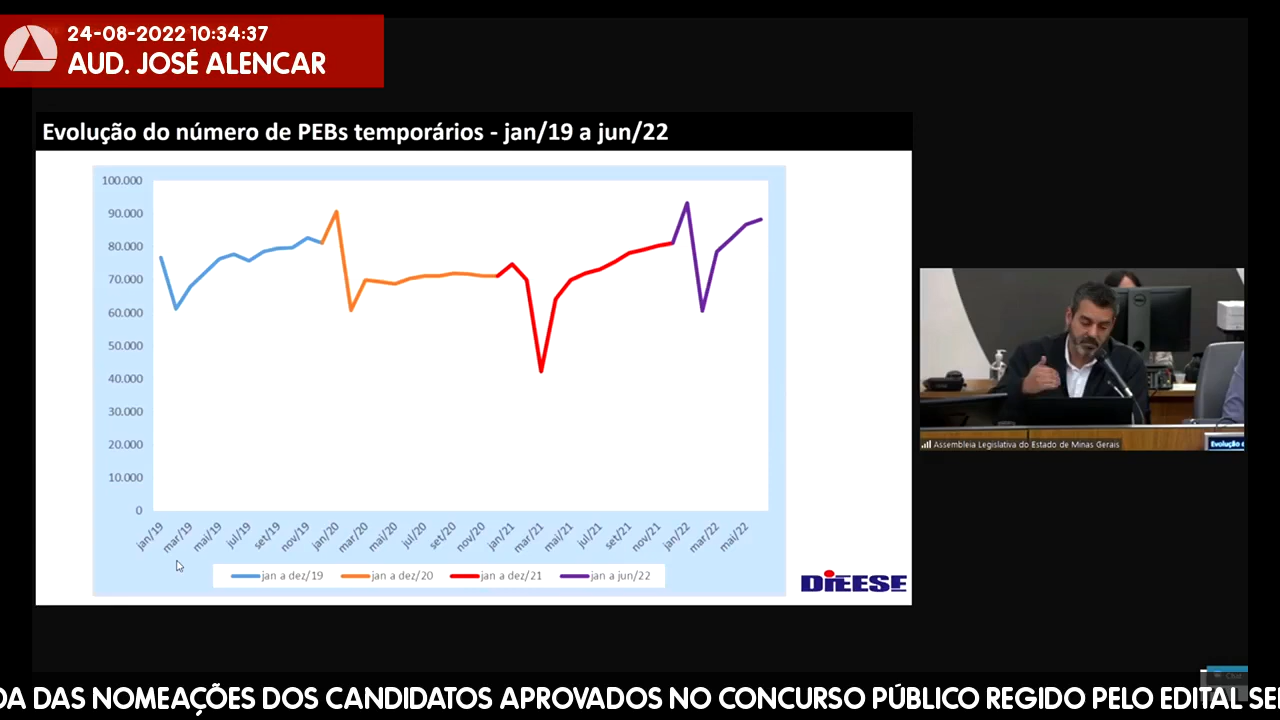 24-08-2022 10:34:37
AUD. JOSÉ ALENCAR
Evolução do número de PEBs temporários - jan/19 a jun/22
100.000
90.000
80.000
70.000
60.000
50.000
40.000
30.000
20.000
10.000
0
jan/19 mar/19 mai/19 jul/19 set/19 nov/19 jan/20 mar/20 mai/20 jul/20 set/20 nov/20 jan/21 mar/21 mai/21 jul/21 set/21 nov/21 jan/22 mar/22 mai/22
jan a dez/19 jan a dez/20 jan a dez/21 jan a jun/22
DIEESE
DELL
Assembleia Legislativa do Estado de Minas Gerais
Evolução
Chat
DA DAS NOMEAÇÕES DOS CANDIDATOS APROVADOS NO CONCURSO PÚBLICO REGIDO PELO EDITAL SE